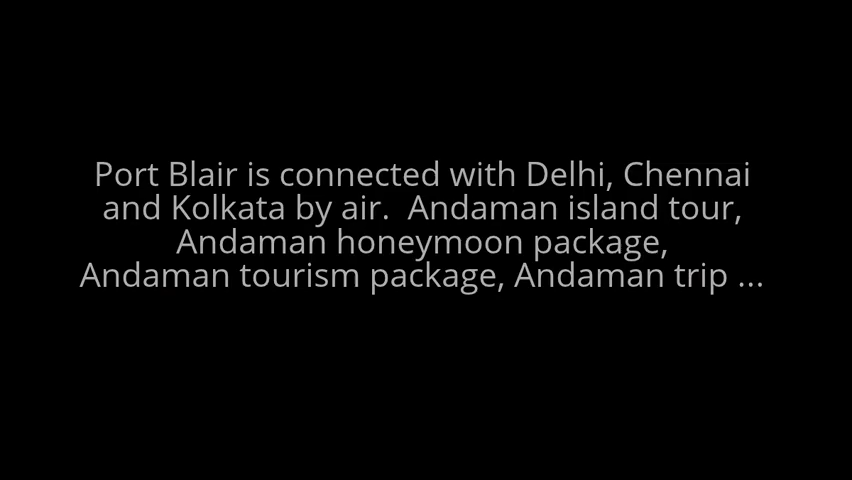 Port Blair is connected with Delhi, Chennai
and Kolkata by air.  Andaman island tour,
Andaman honeymoon package,
Andaman tourism package, Andaman trip ...